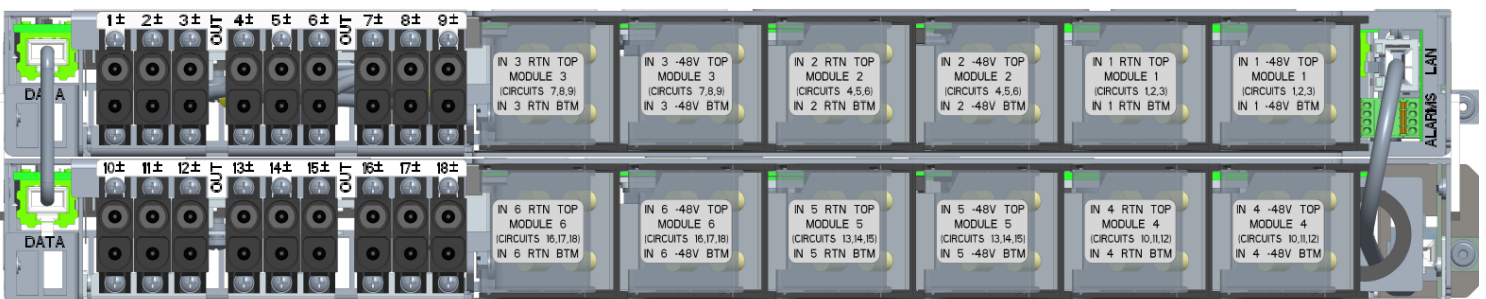 1± 2± 3± OUT 4± 5± 6± OUT 7± 8± 9±
DATA
IN 3 RTN TOP
MODULE 3
(CIRCUITS 7,8,9)
IN 3 RTN BTM
IN 3 -48V TOP
MODULE 3
(CIRCUITS 7,8,9)
IN 3 -48V BTM
IN 2 RTN TOP
MODULE 2
(CIRCUITS 4,5,6)
IN 2 RTN BTM
IN 2 -48V TOP
MODULE 2
(CIRCUITS 4,5,6)
IN 2 -48V BTM
IN 1 RTN TOP
MODULE 1
(CIRCUITS 1,2,3)
IN 1 RTN BTM
IN 1 -48V TOP
MODULE 1
(CIRCUITS 1,2,3)
IN 1 -48V BTM
LAN
ALARMS
10± 11± 12± OUT 13± 14± 15± OUT 16± 17± 18±
DATA
IN 6 RTN TOP
MODULE 6
(CIRCUITS 16,17,18)
IN 6 RTN BTM
IN 6 -48V TOP
MODULE 6
(CIRCUITS 16,17,18)
IN 6 -48V BTM
IN 5 RTN TOP
MODULE 5
(CIRCUITS 13,14,15)
IN 5 RTN BTM
IN 5 -48V TOP
MODULE 5
(CIRCUITS 13,14,15)
IN 5 -48V BTM
IN 4 RTN TOP
MODULE 4
(CIRCUITS 10,11,12)
IN 4 RTN BTM
IN 4 -48V TOP
MODULE 4
(CIRCUITS 10,11,12)
IN 4 -48V BTM